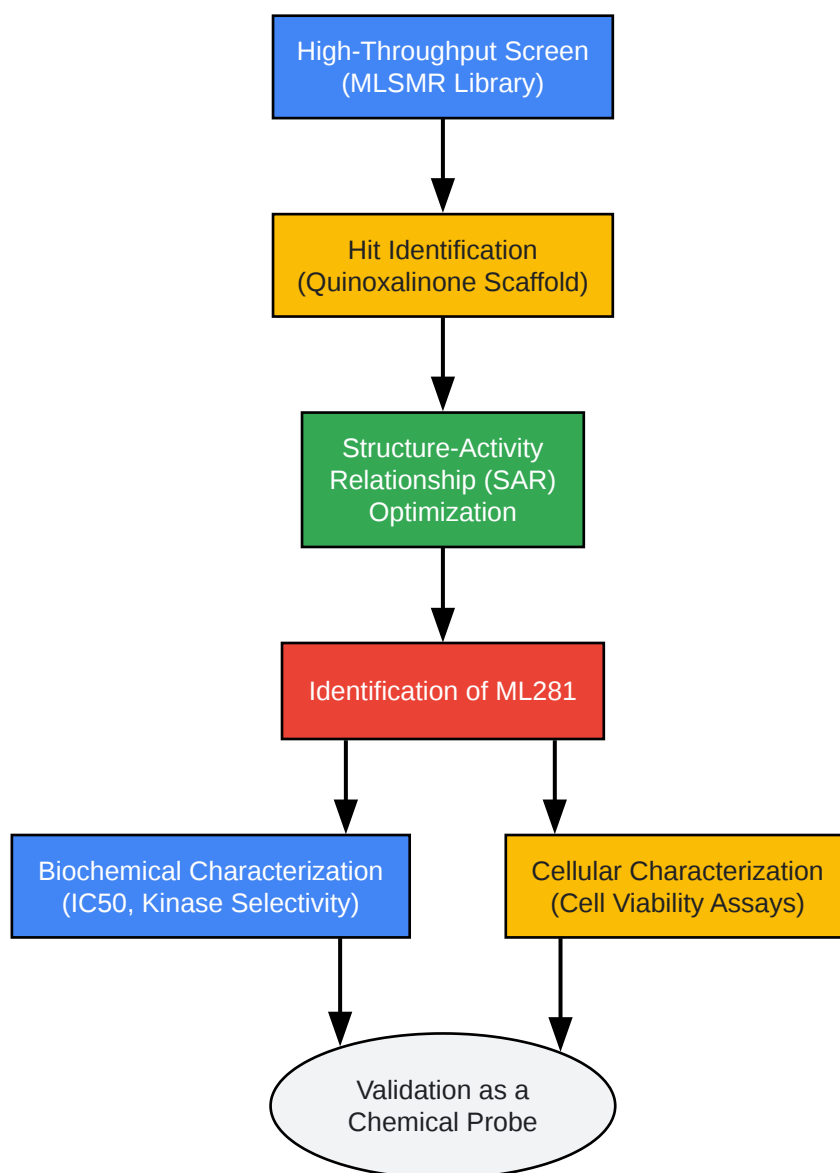 High-Throughput Screen
(MLSMR Library)
Hit Identification
(Quinoxalinone Scaffold)
Structure-Activity
Relationship (SAR)
Optimization
Identification of ML281
Biochemical Characterization
(IC50, Kinase Selectivity)
Cellular Characterization
(Cell Viability Assays)
Validation as a
Chemical Probe